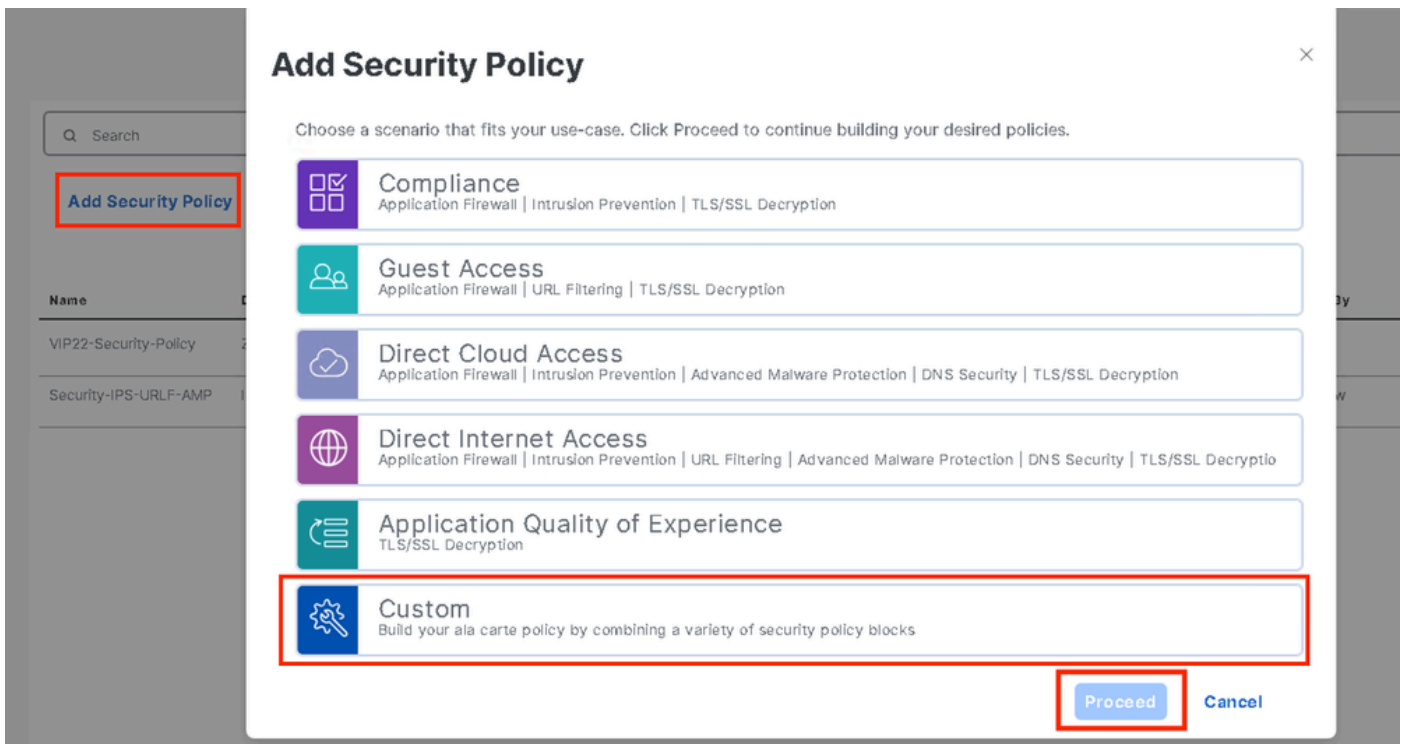 Add Security Policy
Search
Choose a scenario that fits your use-case. Click Proceed to continue building your desired policies.
Compliance
Application Firewall | Intrusion Prevention | TLS/SSL Decryption
Add Security Policy
Guest Access
Application Firewall | URL Filtering | TLS/SSL Decryption
Name
By
VIP22-Security-Policy
Direct Cloud Access
Application Firewall | Intrusion Prevention | Advanced Malware Protection | DNS Security | TLS/SSL Decryption
Security-IPS-URLF-AMP
Direct Internet Access
Application Firewall | Intrusion Prevention | URL Filtering | Advanced Malware Protection | DNS Security | TLS/SSL Decryptio
Application Quality of Experience
TLS/SSL Decryption
Custom
Build your ala carte policy by combining a variety of security policy blocks
Proceed Cancel